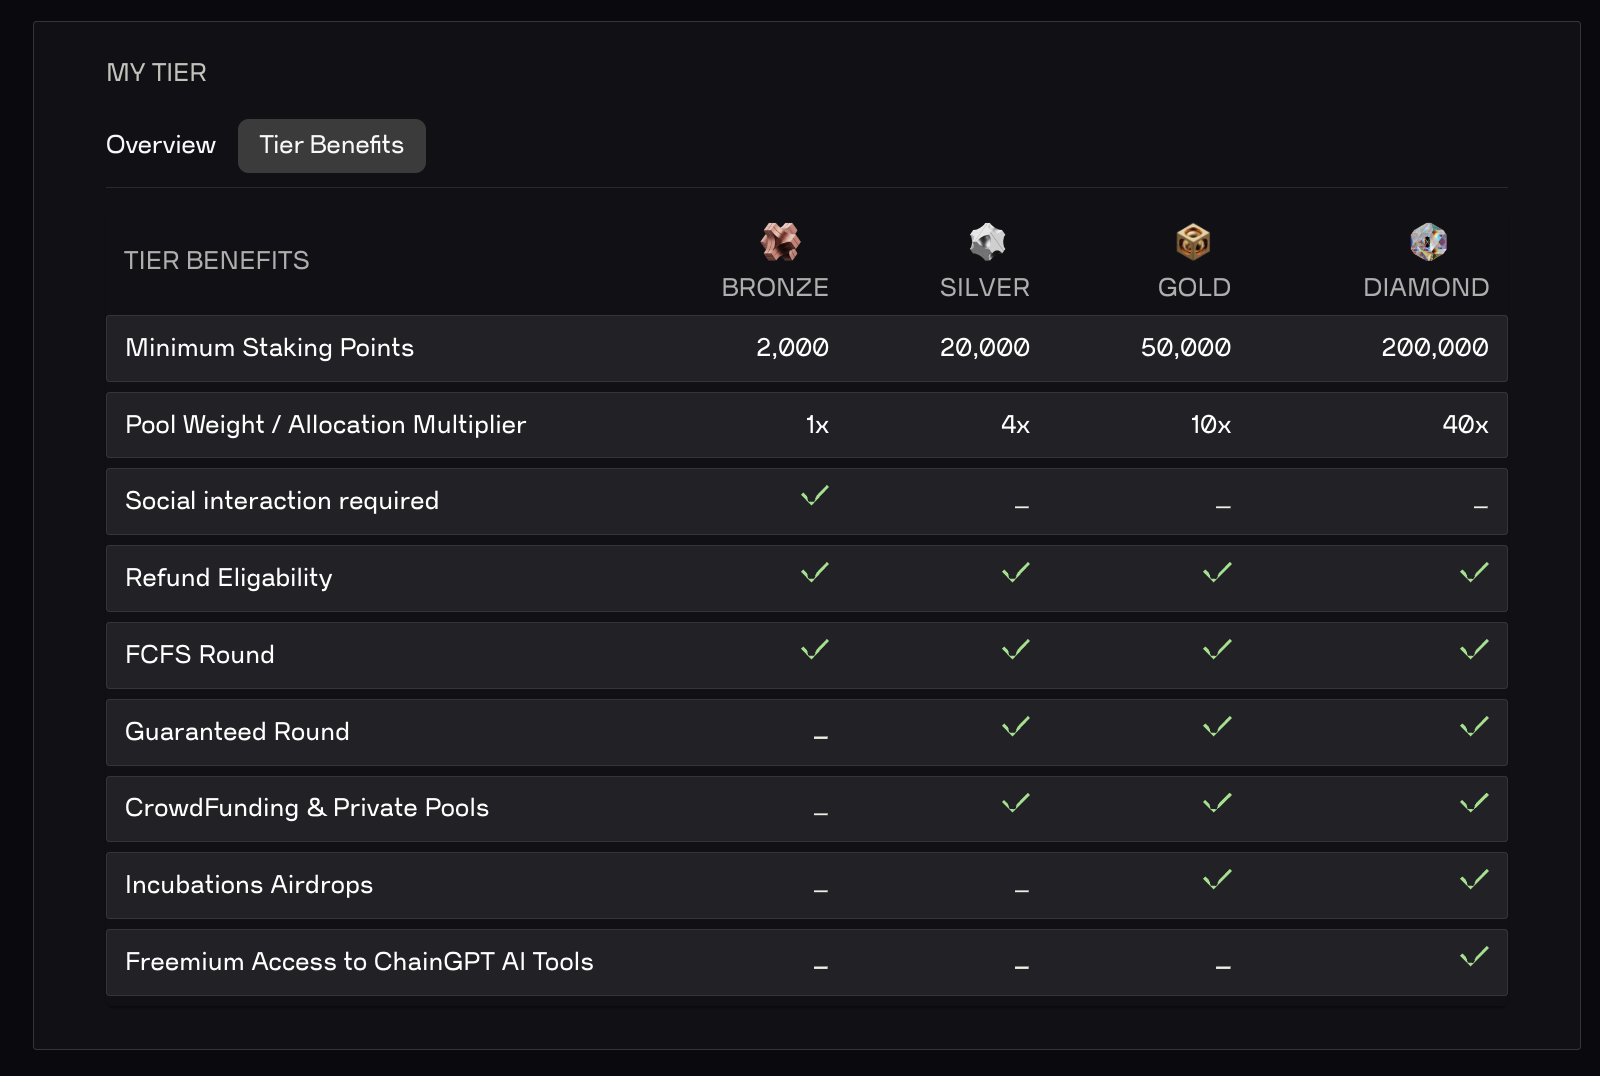 MY TIER
Overview Tier Benefits
TIER BENEFITS BRONZE SILVER GOLD DIAMOND
Minimum Staking Points 2,000 20,000 50,000 200,000
Pool Weight / Allocation Multiplier 1x 4x 10x 40x
Social interaction required ✓ – – –
Refund Eligability ✓ ✓ ✓ ✓
FCFS Round ✓ ✓ ✓ ✓
Guaranteed Round – ✓ ✓ ✓
CrowdFunding & Private Pools – ✓ ✓ ✓
Incubations Airdrops – – ✓ ✓
Freemium Access to ChainGPT AI Tools – – – ✓